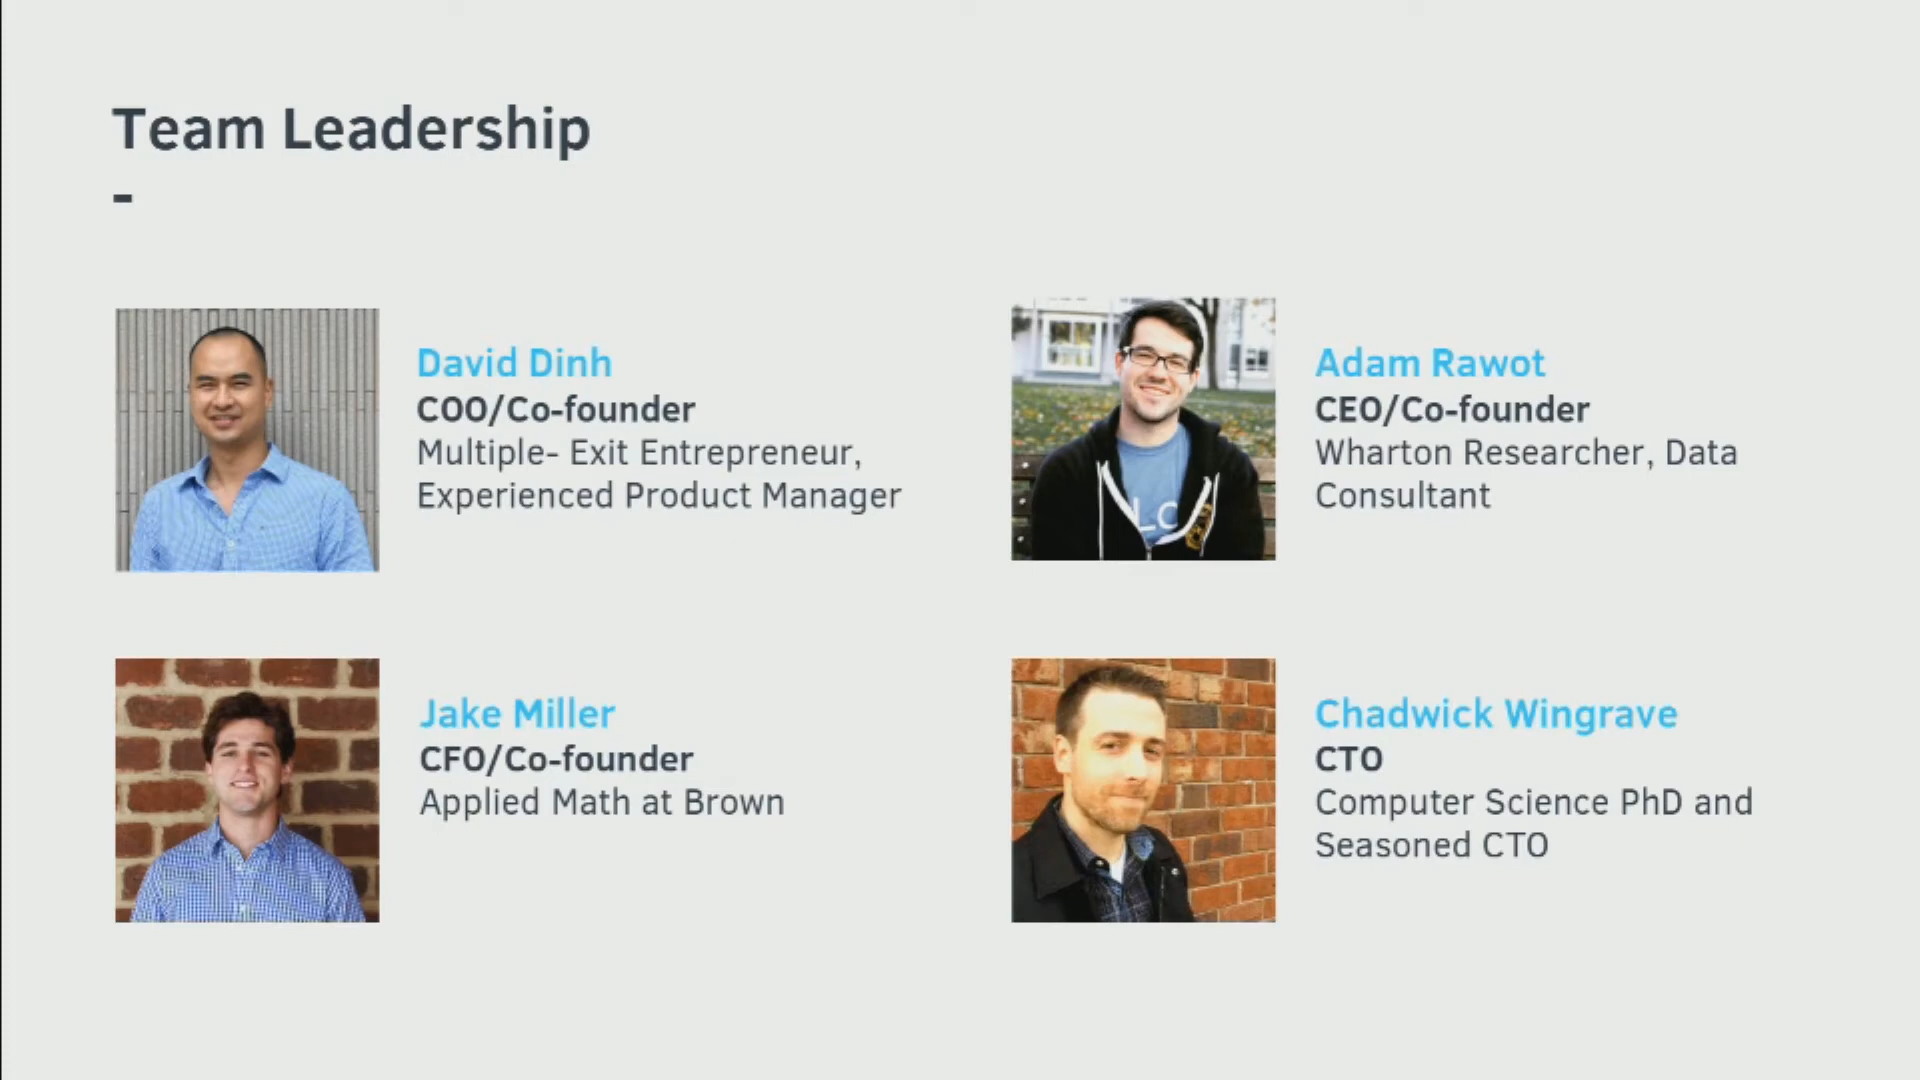 Team Leadership
-
David Dinh
COO/Co-founder
Multiple- Exit Entrepreneur,
Experienced Product Manager
Adam Rawot
CEO/Co-founder
Wharton Researcher, Data
Consultant
LC
Jake Miller
CFO/Co-founder
Applied Math at Brown
Chadwick Wingrave
CTO
Computer Science PhD and
Seasoned CTO